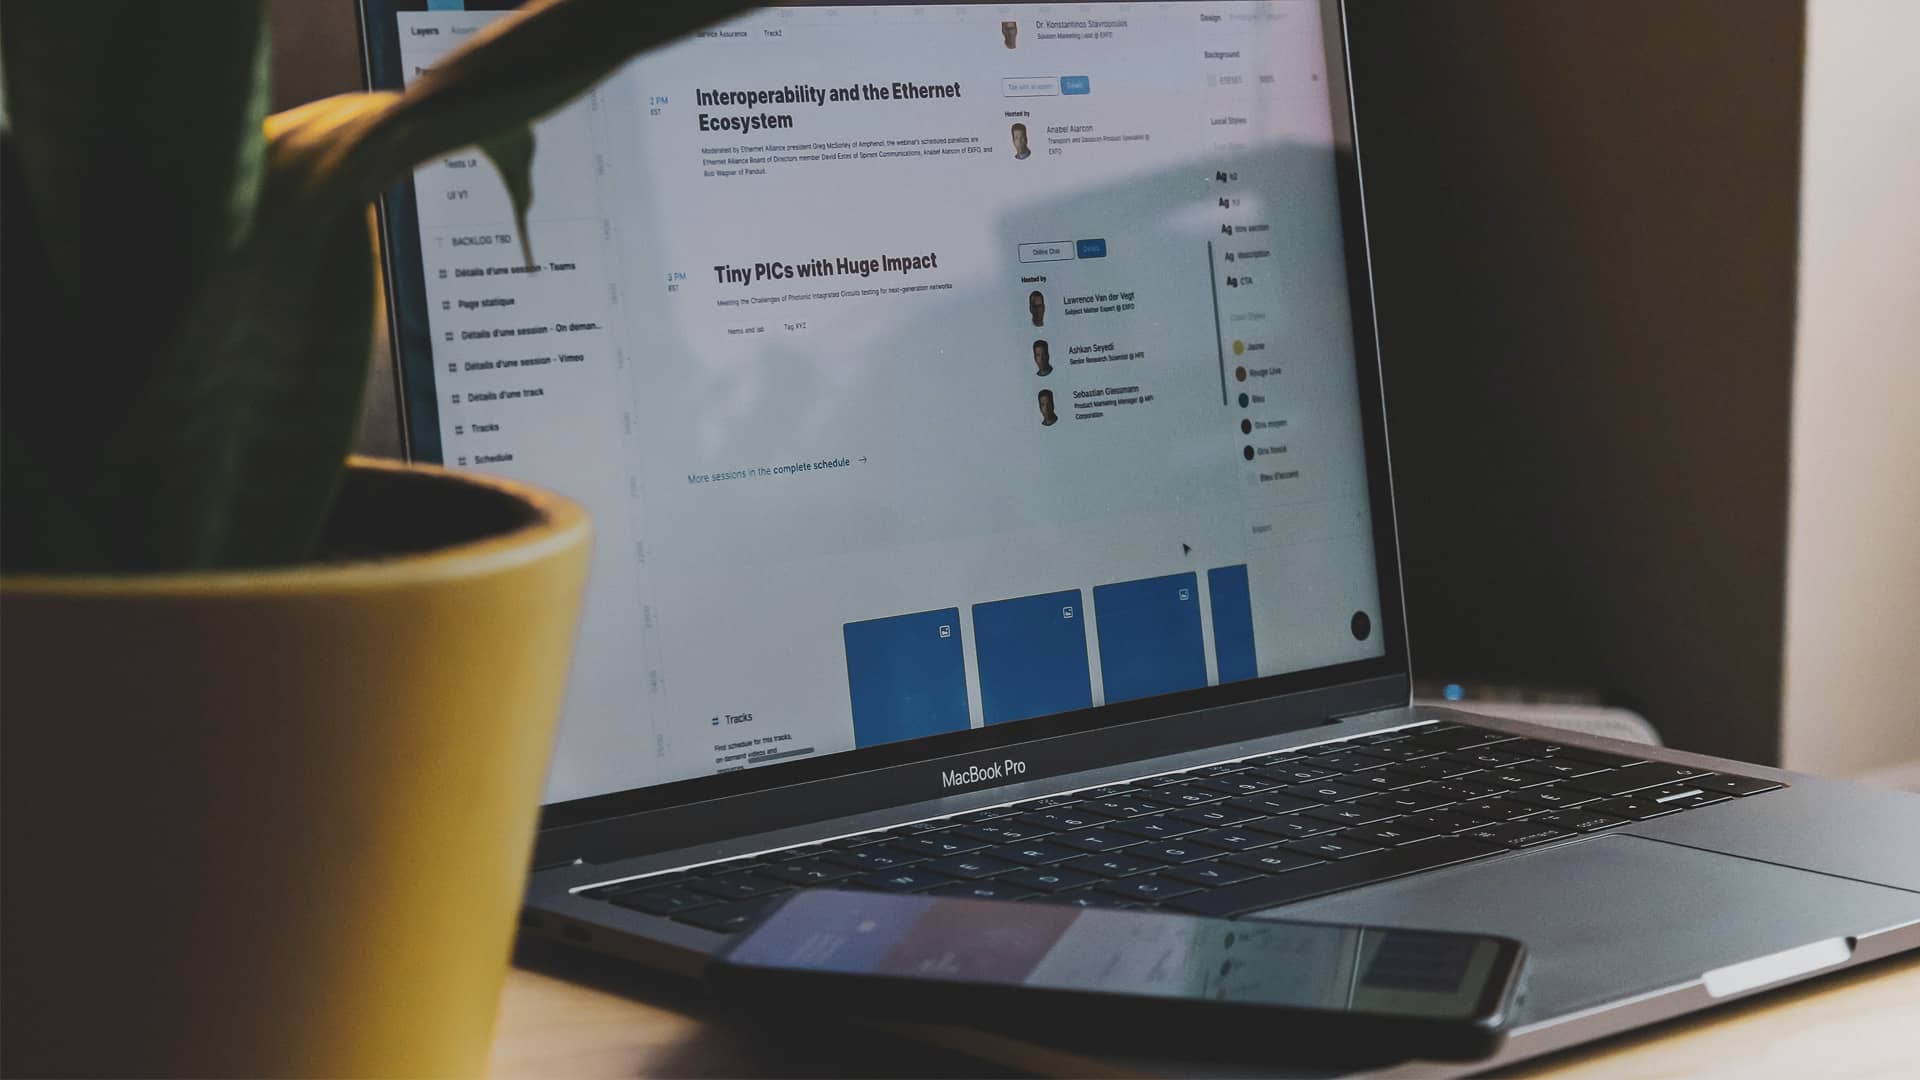 Layers
Service Assurance
Track2
Dr. Konstantinos Stavropoulos
Solution Marketing Lead @ EXFO
Design
Background
2 PM
EST
Interoperability and the Ethernet
Ecosystem
Moderated by Ethernet Alliance president Greg McSorley of Amphenol, the webinar's scheduled panelists are
Ethernet Alliance Board of Directors member David Estes of Spirent Communications, Anabel Alarcon of EXFO, and
Rob Wagner of Panduit.
Details
Hosted by
Anabel Alarcon
Transport and Datacom Product Specialist @
EXFO
Local Styles
Tests UI
UI V1
BACKLOG TBD
Détails d'une session - Teams
Page statique
Détails d'une session - On deman...
Détails d'une session - Vimeo
Détails d'une track
Tracks
Schedule
3 PM
EST
Tiny PICs with Huge Impact
Meeting the Challenges of Photonic Integrated Circuits testing for next-generation networks
Tag XYZ
Online Chat
Details
Hosted by
Lawrence Van der Vegt
Subject Matter Expert @ EXFO
Ashkan Seyedi
Senior Research Scientist @ HPE
Sebastian Giessmann
Product Marketing Manager @ MPI
Corporation
Ag h2
Ag h3
Ag titre section
Ag description
Ag CTA
Color Styles
Jaune
Rouge Live
Bleu
Gris moyen
Gris foncé
Bleu d'accent
Export
More sessions in the complete schedule →
Tracks
Find schedule for this tracks,
on demand videos and
MacBook Pro
command
option